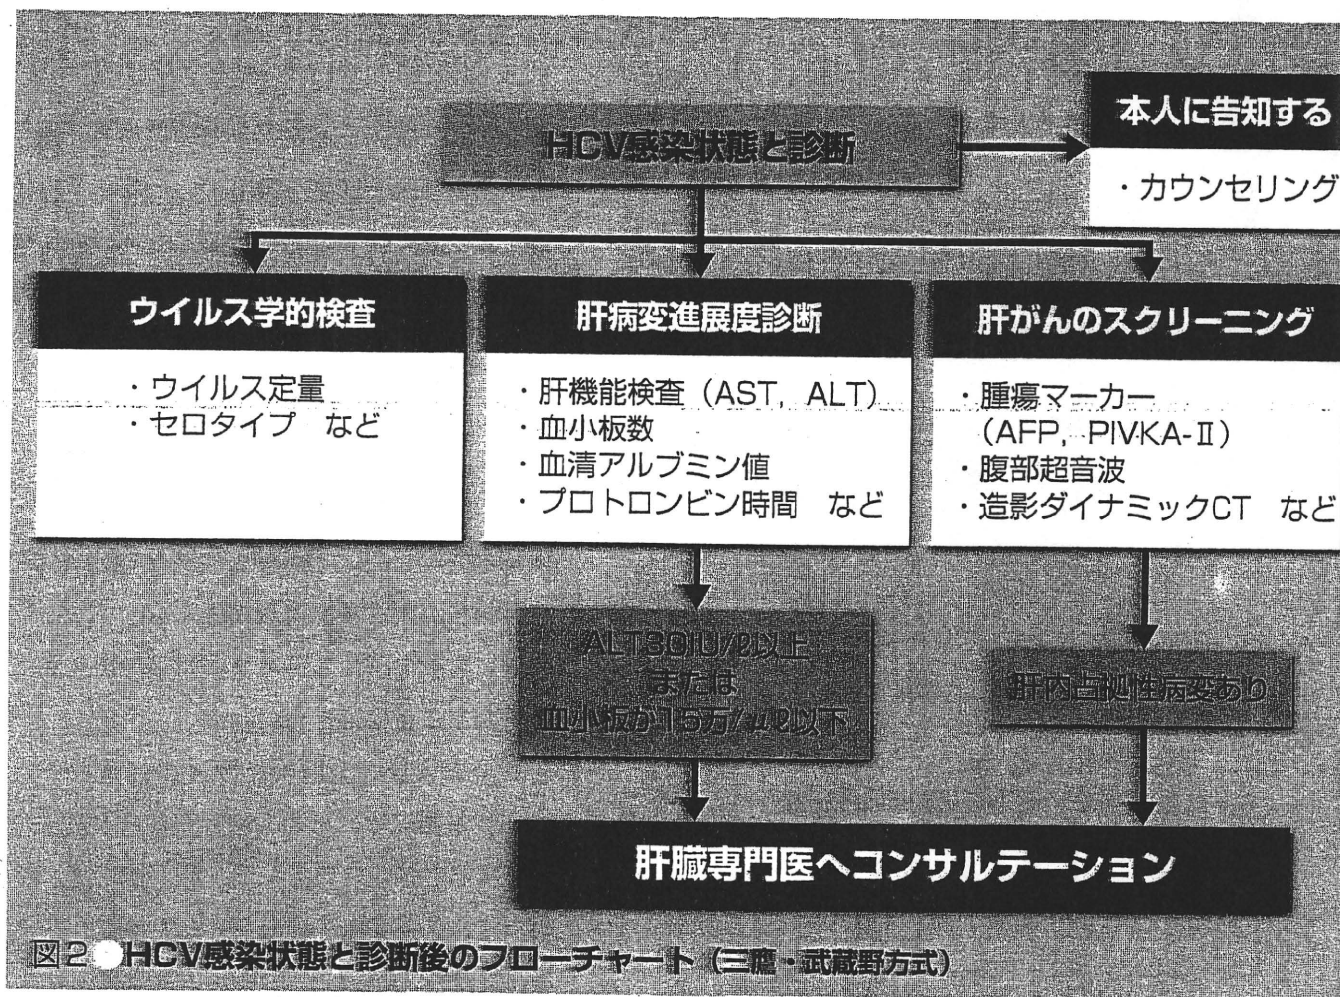 HCV感染状態と診断
本人に告知する
・カウンセリング
ウイルス学的検査
・ウイルス定量
・セロタイプ　など
肝病変進展度診断
・肝機能検査（AST，ALT）
・血小板数
・血清アルブミン値
・プロトロンビン時間　など
肝がんのスクリーニング
・腫瘍マーカー
（AFP，PIVKA-Ⅱ）
・腹部超音波
・造影ダイナミックCT　など
ALT30IU/ℓ以上
または
血小板が15万/μℓ以下
肝内占拠性病変あり
肝臓専門医へコンサルテーション
図2●HCV感染状態と診断後のフローチャート（三鷹・武蔵野方式）